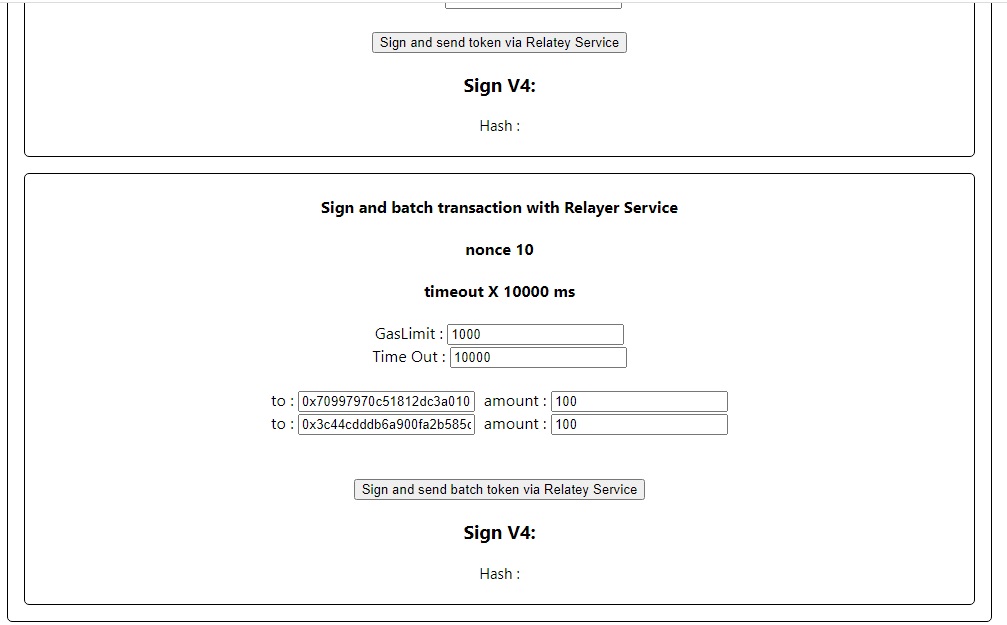 Sign and send token via Relatey Service
Sign V4:
Hash :
Sign and batch transaction with Relayer Service
nonce 10
timeout X 10000 ms
GasLimit : 1000
Time Out : 10000
to : 0x70997970c51812dc3a010 amount : 100
to : 0x3c44cdddb6a900fa2b585c amount : 100
Sign and send batch token via Relatey Service
Sign V4:
Hash :